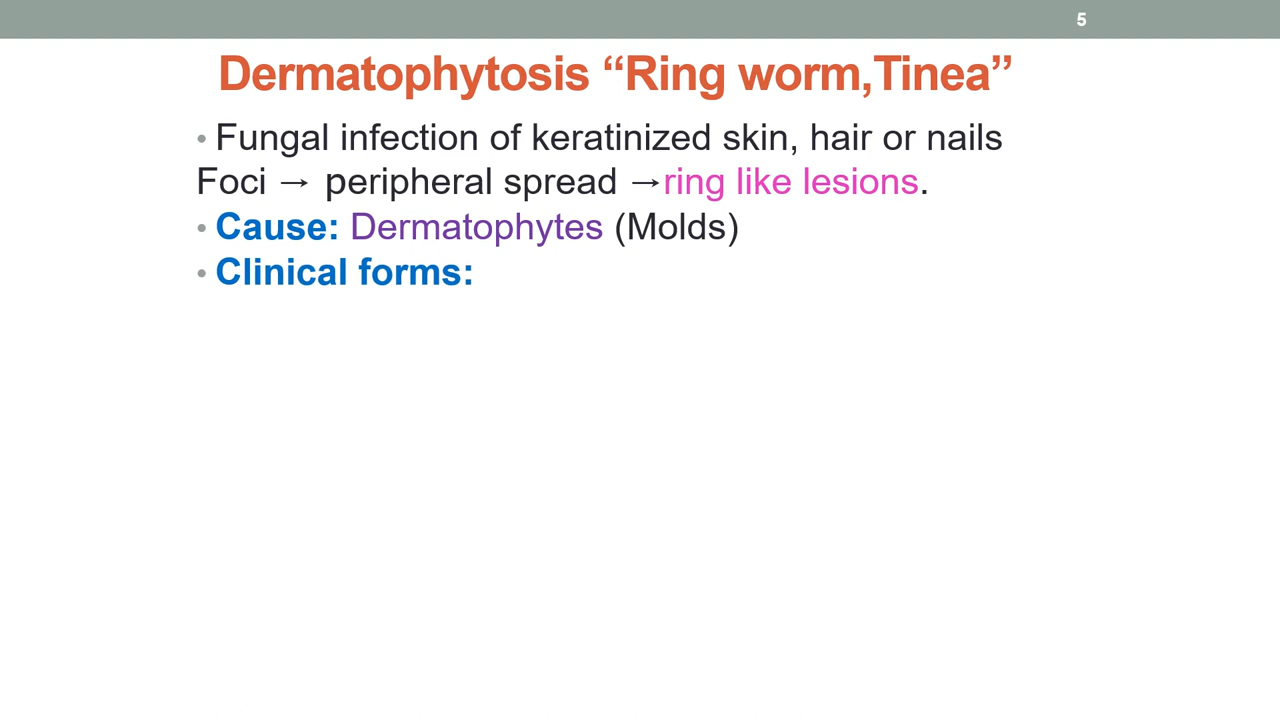 5
Dermatophytosis “Ring worm,Tinea”
• Fungal infection of keratinized skin, hair or nails
Foci → peripheral spread →ring like lesions.
• Cause: Dermatophytes (Molds)
• Clinical forms: